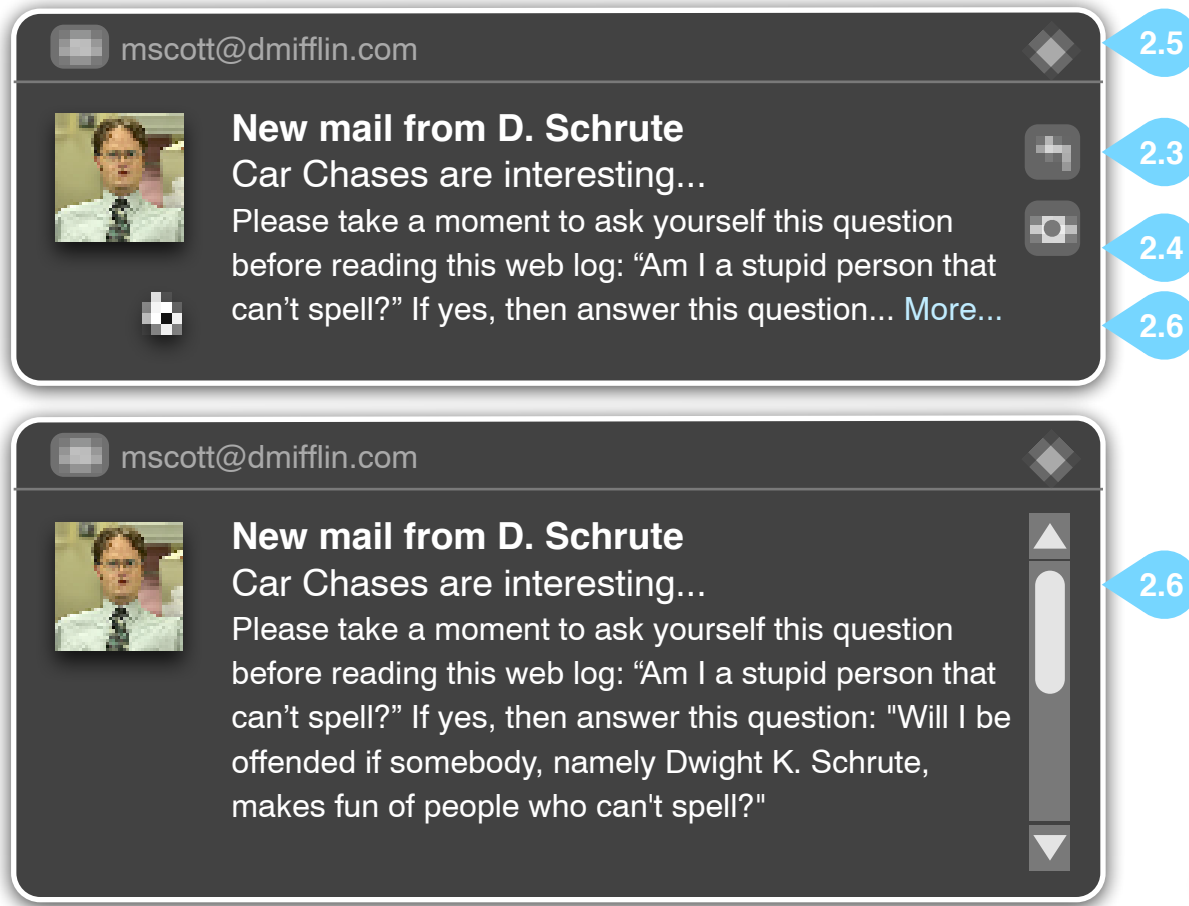 mscott@dmifflin.com
2.5
New mail from D. Schrute
2.3
Car Chases are interesting...
Please take a moment to ask yourself this question
2.4
before reading this web log: “Am I a stupid person that
can’t spell?” If yes, then answer this question... More...
2.6
mscott@dmifflin.com
New mail from D. Schrute
Car Chases are interesting...
2.6
Please take a moment to ask yourself this question
before reading this web log: “Am I a stupid person that
can’t spell?” If yes, then answer this question: "Will I be
offended if somebody, namely Dwight K. Schrute,
makes fun of people who can't spell?"